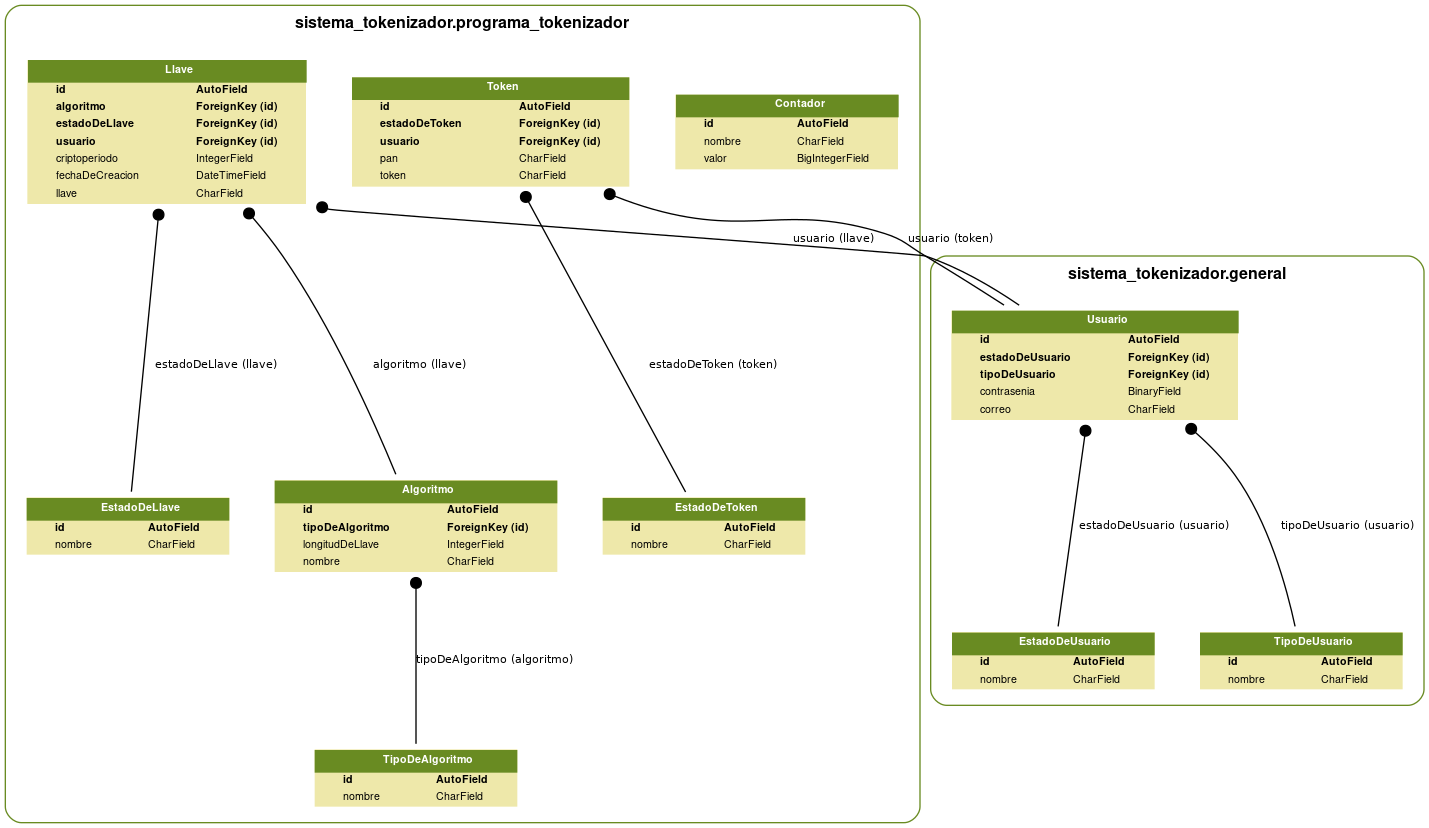 sistema_tokenizador.programa_tokenizador
Llave
id AutoField
algoritmo ForeignKey (id)
estadoDeLlave ForeignKey (id)
usuario ForeignKey (id)
criptoperiodo IntegerField
fechaDeCreacion DateTimeField
llave CharField
Token
id AutoField
estadoDeToken ForeignKey (id)
usuario ForeignKey (id)
pan CharField
token CharField
Contador
id AutoField
nombre CharField
valor BigIntegerField
usuario (llave)
usuario (token)
sistema_tokenizador.general
Usuario
id AutoField
estadoDeUsuario ForeignKey (id)
tipoDeUsuario ForeignKey (id)
contrasenia BinaryField
correo CharField
estadoDeLlave (llave)
algoritmo (llave)
estadoDeToken (token)
EstadoDeLlave
id AutoField
nombre CharField
Algoritmo
id AutoField
tipoDeAlgoritmo ForeignKey (id)
longitudDeLlave IntegerField
nombre CharField
EstadoDeToken
id AutoField
nombre CharField
estadoDeUsuario (usuario)
tipoDeUsuario (usuario)
EstadoDeUsuario
id AutoField
nombre CharField
TipoDeUsuario
id AutoField
nombre CharField
tipoDeAlgoritmo (algoritmo)
TipoDeAlgoritmo
id AutoField
nombre CharField